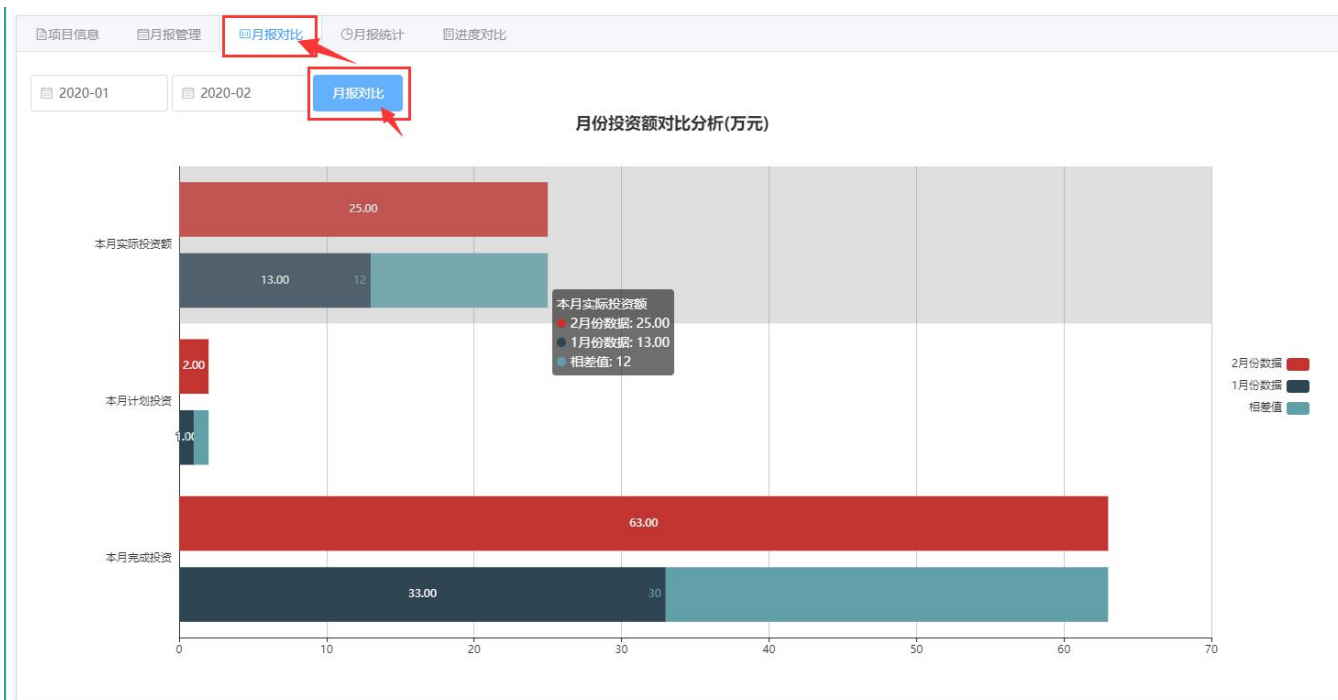 项目信息 月报管理 月报对比 月报统计 进度对比
2020-01 2020-02 月报对比
月份投资额对比分析(万元)
25.00
本月实际投资额
13.00 12
本月实际投资额
2月份数据: 25.00
1月份数据: 13.00
相差值: 12
2.00
本月计划投资
1.00
2月份数据
1月份数据
相差值
63.00
本月完成投资
33.00 30
0 10 20 30 40 50 60 70